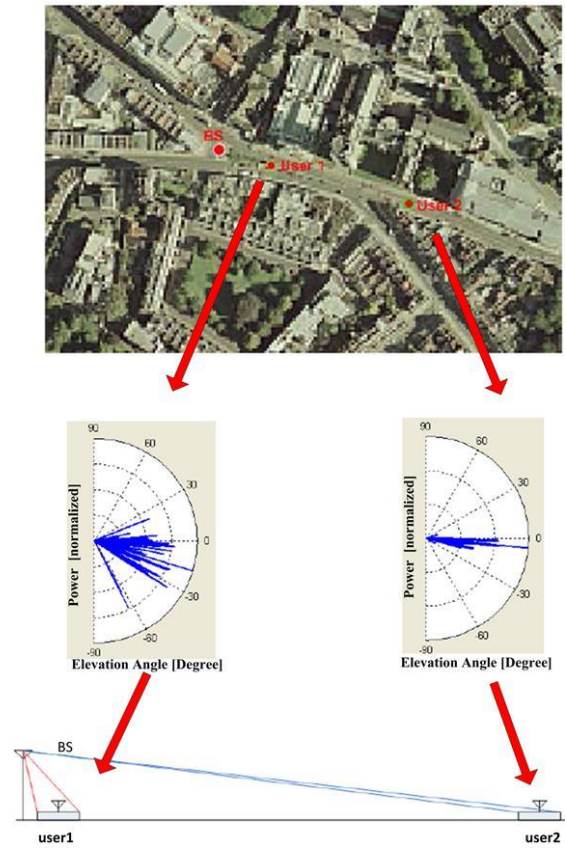 BS
User 1
User 2
90
60
30
0
-30
-60
-90
Power [normalized]
Elevation Angle [Degree]
90
60
30
0
-30
-60
-90
Power [normalized]
Elevation Angle [Degree]
BS
user1
user2